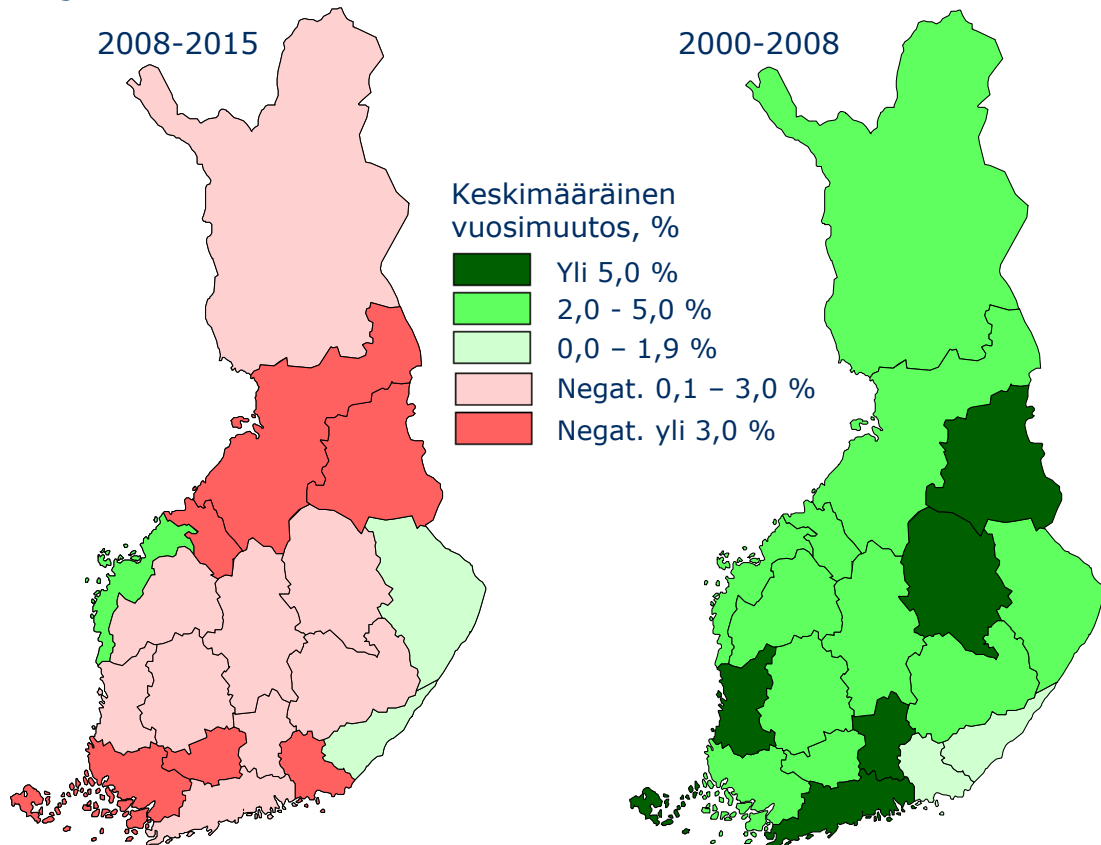 2008-2015
2000-2008
Keskimääräinen
vuosimuutos, %
Yli 5,0 %
2,0 - 5,0 %
0,0 – 1,9 %
Negat. 0,1 – 3,0 %
Negat. yli 3,0 %